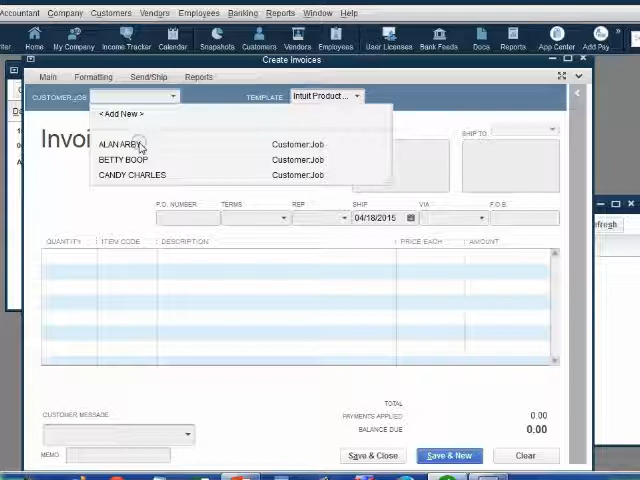 Accountant Company Customers Vendors Employees Banking Reports Window Help
Home My Company Income Tracker Calendar Snapshots Customers Vendors Employees User Licenses Bank Feeds Docs Reports App Center Add Pay
Create Invoices
Main Formatting Send/Ship Reports
CUSTOMER:JOB TEMPLATE Intuit Product ...
< Add New >
Invoi
SHIP TO
ALAN ARBY Customer:Job
BETTY BOOP Customer:Job
CANDY CHARLES Customer:Job
P.O. NUMBER TERMS REP SHIP VIA F.O.B.
04/18/2015
QUANTITY ITEM CODE DESCRIPTION PRICE EACH AMOUNT
TOTAL
CUSTOMER MESSAGE PAYMENTS APPLIED 0.00
BALANCE DUE 0.00
MEMO Save & Close Save & New Clear